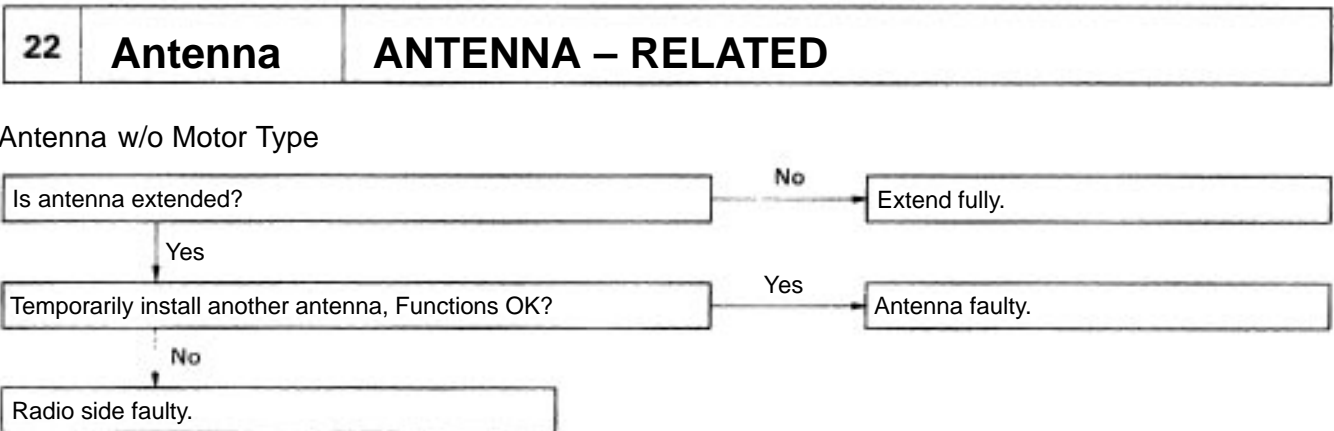 22 Antenna ANTENNA – RELATED
Antenna w/o Motor Type
Is antenna extended?
No
Extend fully.
Yes
Temporarily install another antenna, Functions OK?
Yes
Antenna faulty.
No
Radio side faulty.